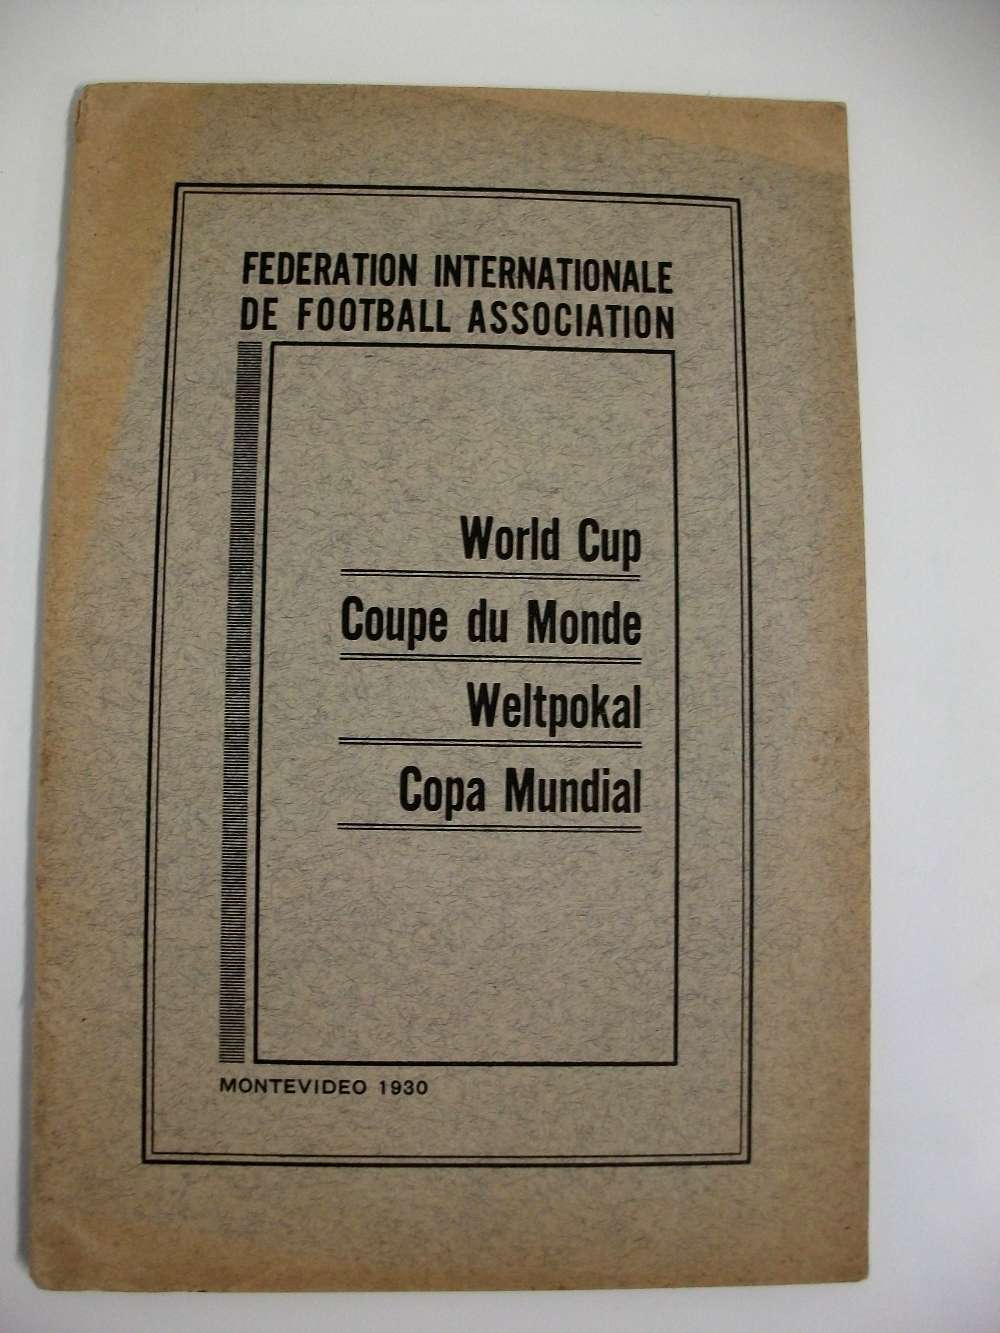 FEDERATION INTERNATIONALE
DE FOOTBALL ASSOCIATION
World Cup
Coupe du Monde
Weltpokal
Copa Mundial
MONTEVIDEO 1930